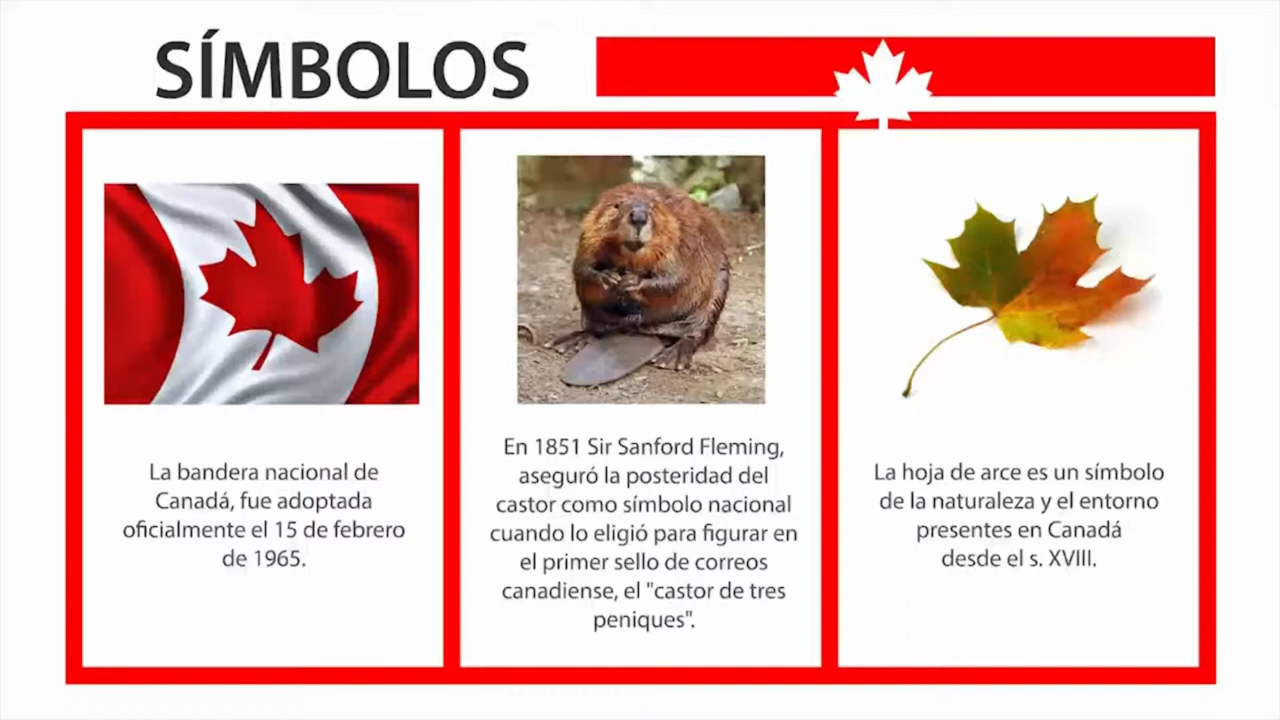 SÍMBOLOS
La bandera nacional de
Canadá, fue adoptada
oficialmente el 15 de febrero
de 1965.
En 1851 Sir Sanford Fleming,
aseguró la posteridad del
castor como símbolo nacional
cuando lo eligió para figurar en
el primer sello de correos
canadiense, el "castor de tres
peniques".
La hoja de arce es un símbolo
de la naturaleza y el entorno
presentes en Canadá
desde el s. XVIII.